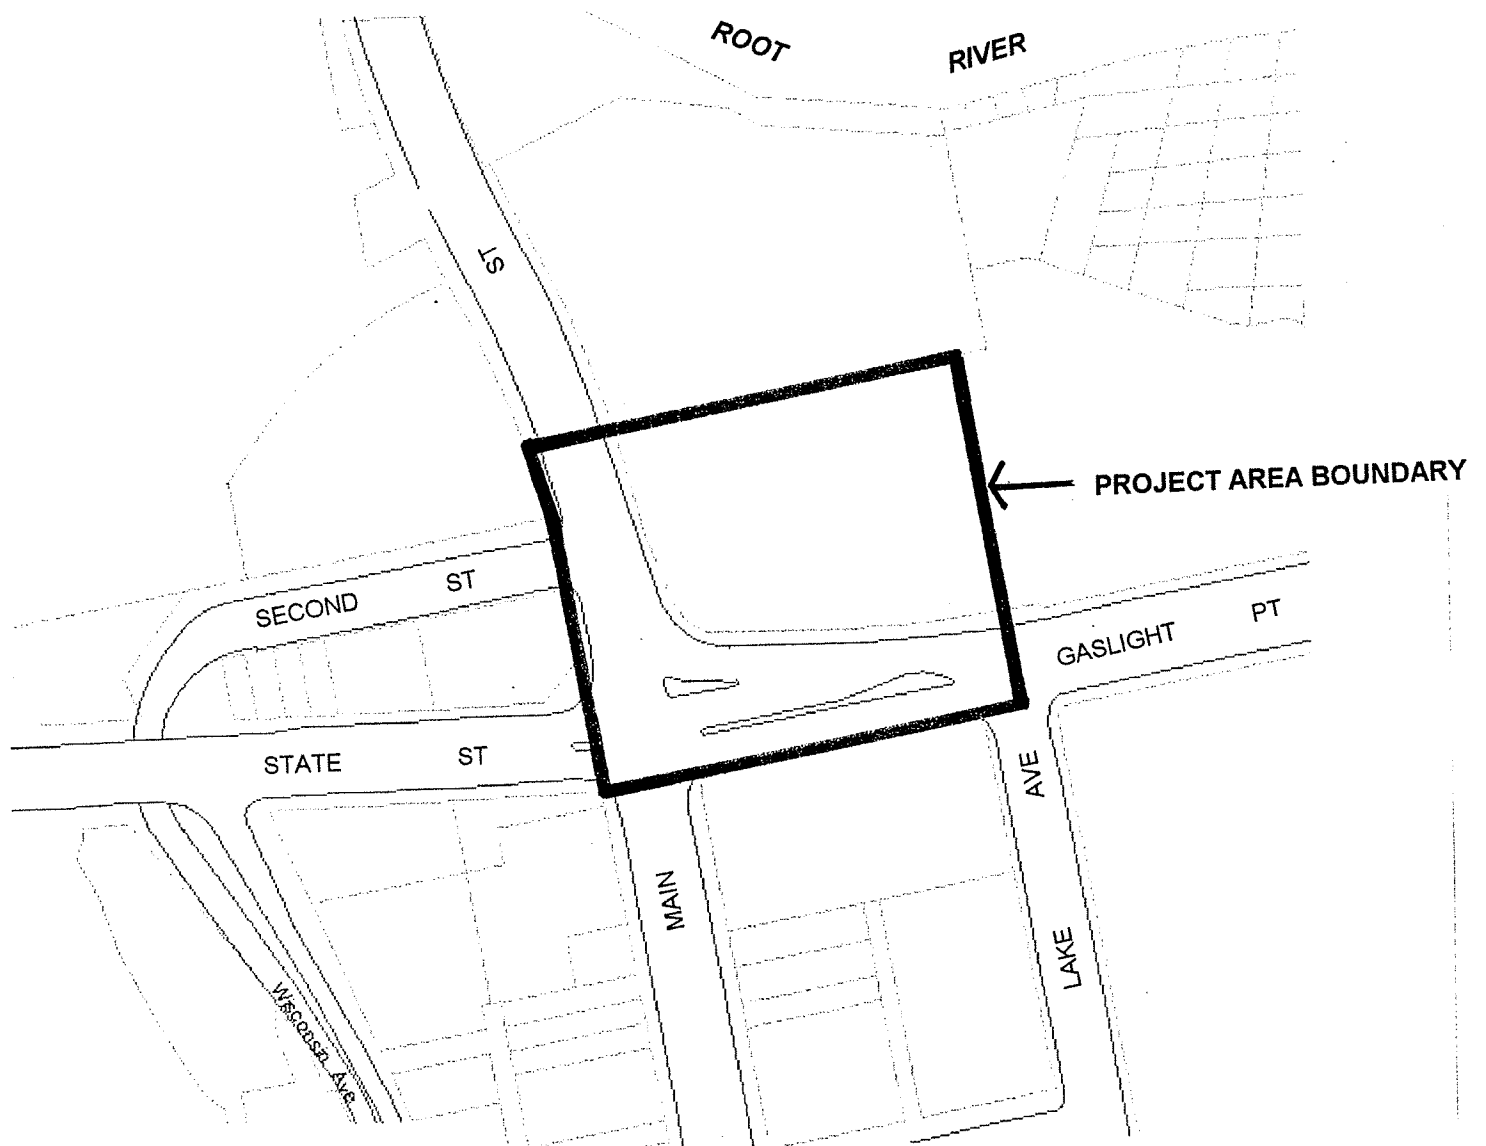 ROOT RIVER
ST
PROJECT AREA BOUNDARY
SECOND ST
GASLIGHT PT
STATE ST
AVE
MAIN
LAKE
Wisconsin Ave